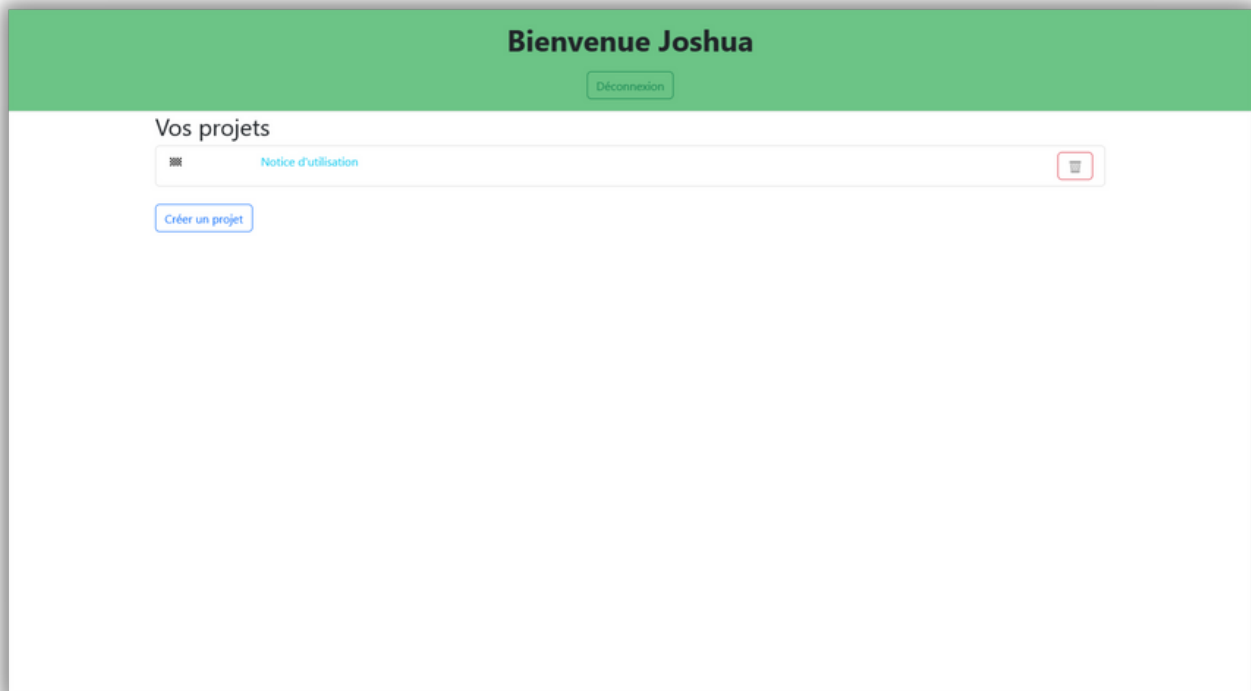 Bienvenue Joshua
Déconnexion
Vos projets
Notice d'utilisation
Créer un projet